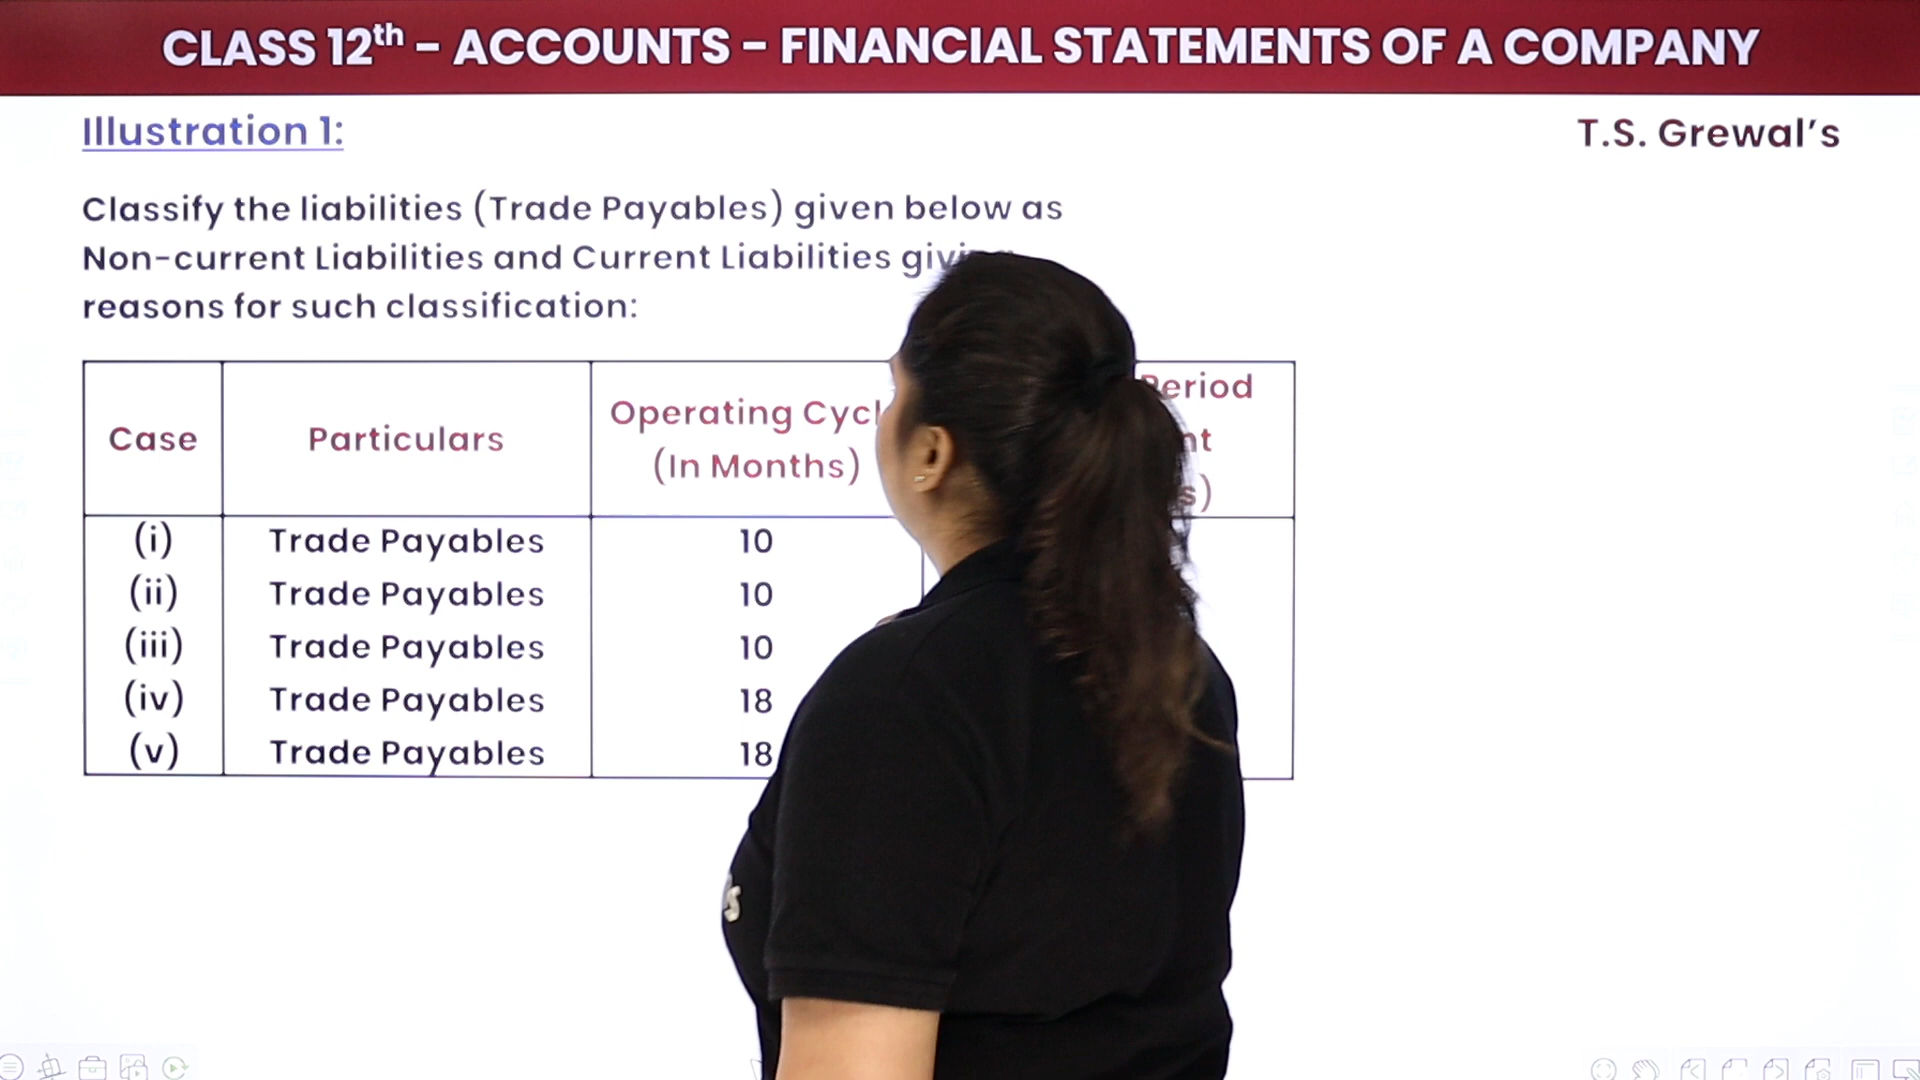 CLASS 12th – ACCOUNTS – FINANCIAL STATEMENTS OF A COMPANY
Illustration 1:
T.S. Grewal’s
Classify the liabilities (Trade Payables) given below as
Non-current Liabilities and Current Liabilities
reasons for such classification:
Case
Particulars
Operating
(In Months)
Period
(i) Trade Payables 10
(ii) Trade Payables 10
(iii) Trade Payables 10
(iv) Trade Payables 18
(v) Trade Payables 18